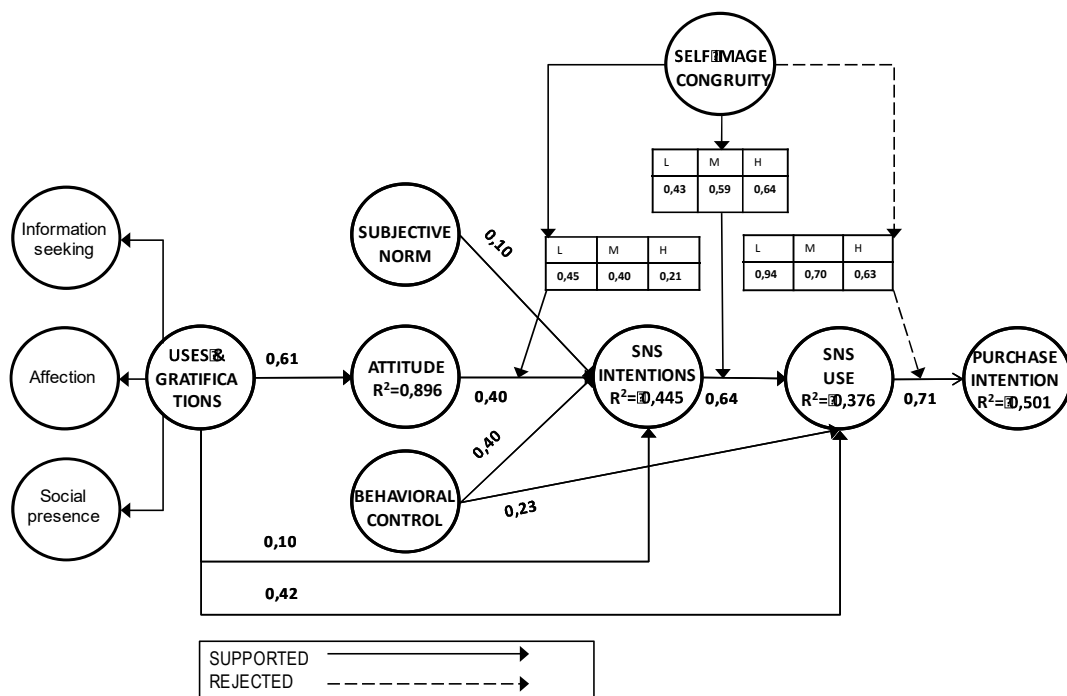 SELF-IMAGE
CONGRUITY
L M H
0,43 0,59 0,64
Information
seeking
SUBJECTIVE
NORM
0,10
L M H
0,45 0,40 0,21
L M H
0,94 0,70 0,63
Affection
USES &
GRATIFICA
TIONS
0,61
ATTITUDE
R²=0,896
0,40
SNS
INTENTIONS
R²= 0,445
0,64
SNS
USE
R²= 0,376
0,71
PURCHASE
INTENTION
R²= 0,501
0,40
Social
presence
BEHAVIORAL
CONTROL
0,23
0,10
0,42
SUPPORTED
REJECTED